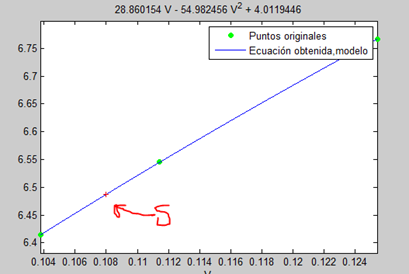 28.860154 V - 54.982456 V² + 4.0119446
Puntos originales
Ecuación obtenida,modelo
6.75
6.7
6.65
6.6
6.55
6.5
6.45
6.4
5
0.104 0.106 0.108 0.11 0.112 0.114 0.116 0.118 0.12 0.122 0.124
V